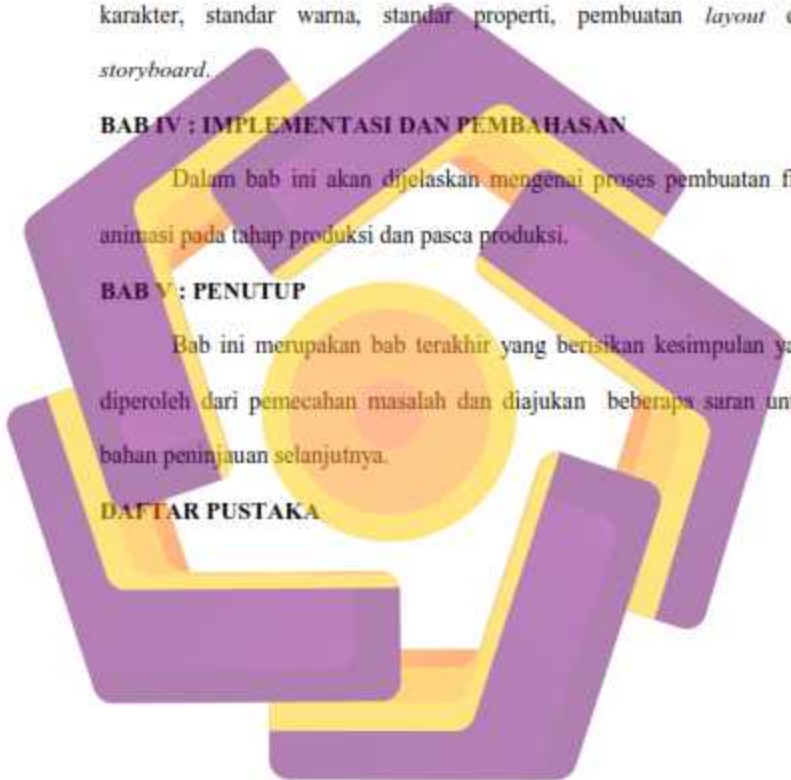 karakter, standar warna, standar properti, pembuatan layout
storyboard.
BAB IV : IMPLEMENTASI DAN PEMBAHASAN
Dalam bab ini akan dijelaskan mengenai proses pembuatan
animasi pada tahap produksi dan pasca produksi.
BAB V : PENUTUP
Bab ini merupakan bab terakhir yang berisikan kesimpulan
diperoleh dari pemecahan masalah dan diajukan beberapa saran
bahan peninjauan selanjutnya.
DAFTAR PUSTAKA